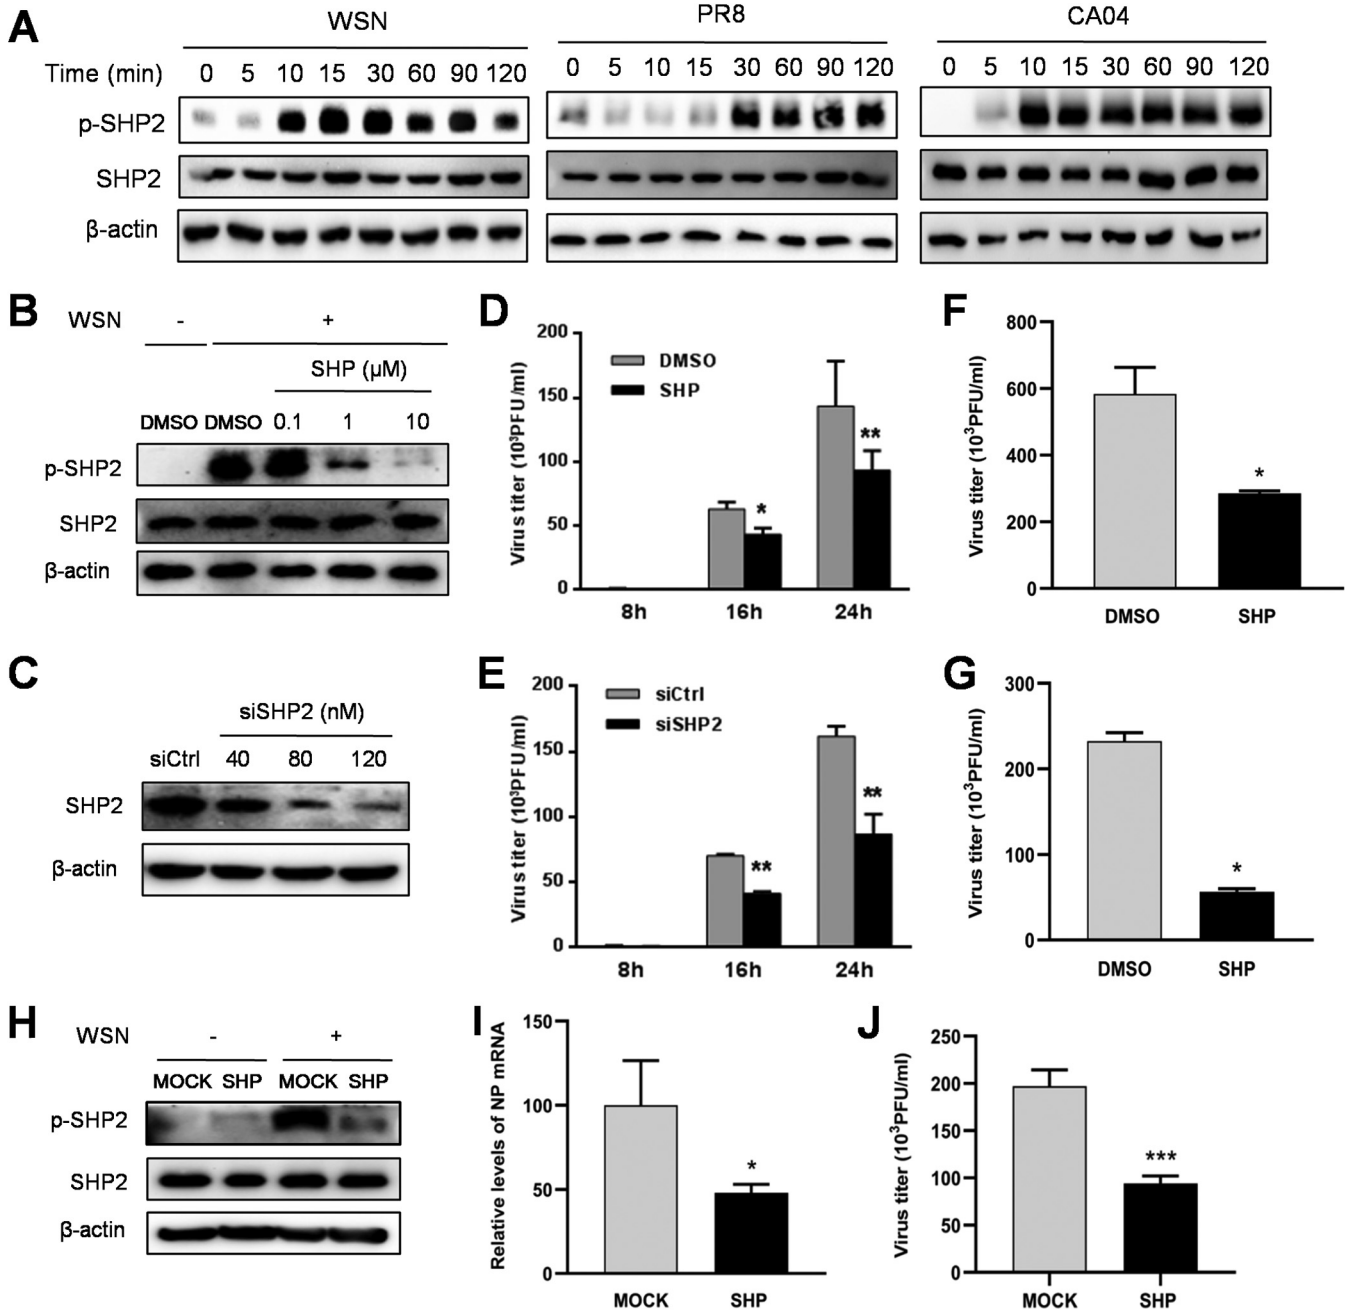 A
WSN
PR8
CA04
Time (min)
0 5 10 15 30 60 90 120
0 5 10 15 30 60 90 120
0 5 10 15 30 60 90 120
p-SHP2
SHP2
β-actin
B
WSN - +
SHP (μM)
DMSO DMSO 0.1 1 10
p-SHP2
SHP2
β-actin
C
siSHP2 (nM)
siCtrl 40 80 120
SHP2
β-actin
D
Virus titer (10³PFU/ml)
200
150
100
50
0
DMSO
SHP
*
**
8h 16h 24h
E
Virus titer (10³PFU/ml)
200
150
100
50
0
siCtrl
siSHP2
**
**
8h 16h 24h
F
Virus titer (10³PFU/ml)
800
600
400
200
0
*
DMSO SHP
G
Virus titer (10³PFU/ml)
300
200
100
0
*
DMSO SHP
H
WSN - +
MOCK SHP MOCK SHP
p-SHP2
SHP2
β-actin
I
Relative levels of NP mRNA
150
100
50
0
*
MOCK SHP
J
Virus titer (10³PFU/ml)
250
200
150
100
50
0
***
MOCK SHP